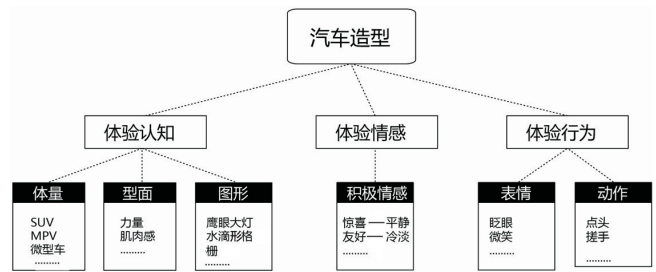 汽车造型
体验认知
体验情感
体验行为
体量
型面
图形
积极情感
表情
动作
SUV
MPV
微型车
.........
力量
肌肉感
.........
鹰眼大灯
水滴形格
栅
.........
惊喜 — 平静
友好 — 冷淡
.........
眨眼
微笑
.........
点头
搓手
.........